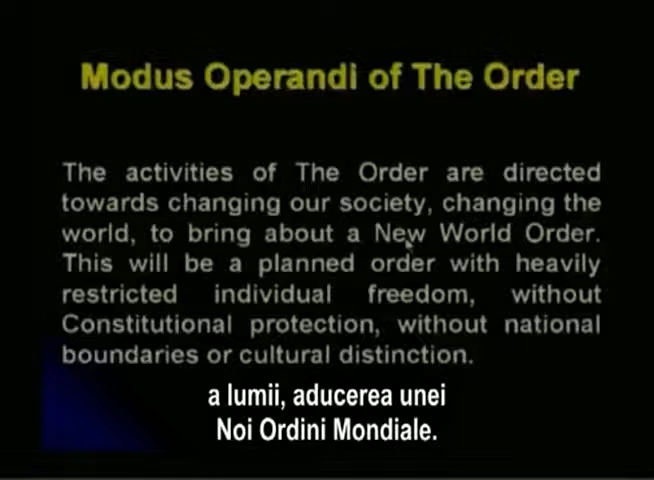 Modus Operandi of The Order
The activities of The Order are directed
towards changing our society, changing the
world, to bring about a New World Order.
This will be a planned order with heavily
restricted individual freedom, without
Constitutional protection, without national
boundaries or cultural distinction.
a lumii, aducerea unei
Noi Ordini Mondiale.